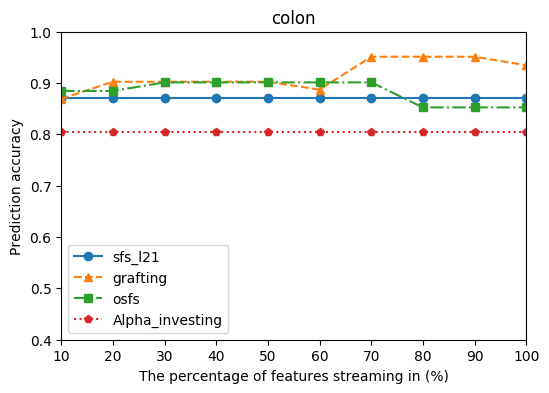 colon
Prediction accuracy
1.0
0.9
0.8
0.7
0.6
0.5
0.4
sfs_l21
grafting
osfs
Alpha_investing
10 20 30 40 50 60 70 80 90 100
The percentage of features streaming in (%)